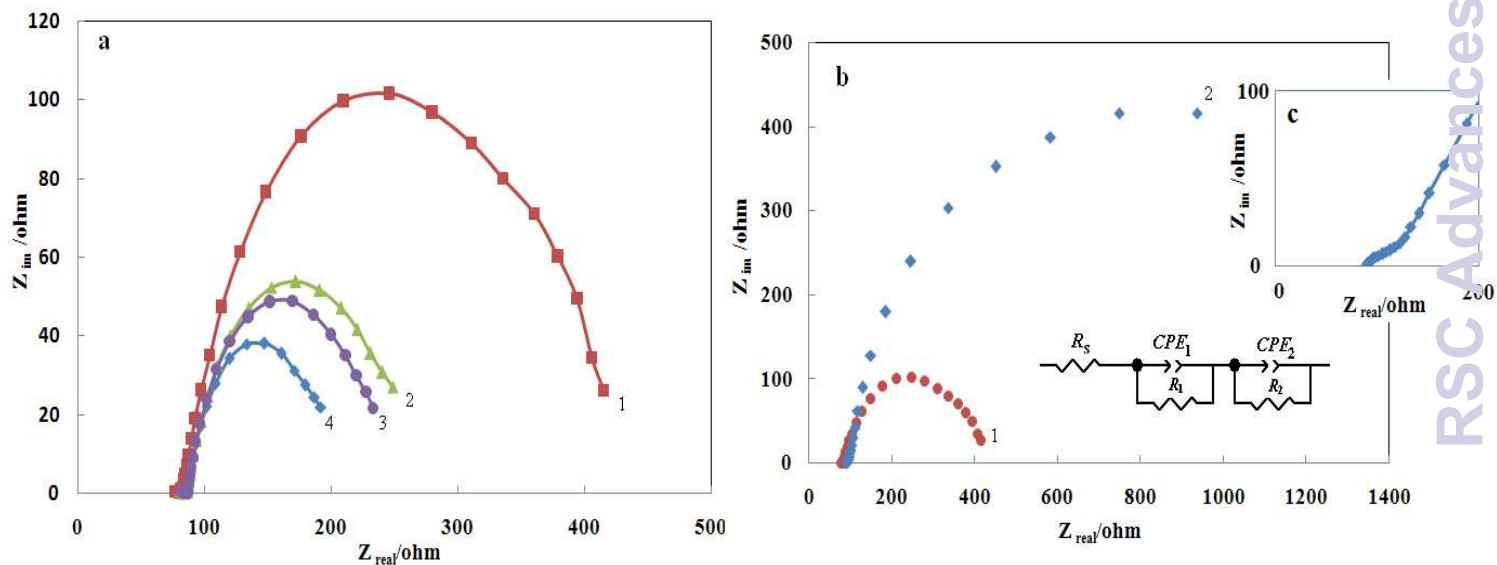 a
120
100
80
60
40
20
0
Z im /ohm
0 100 200 300 400 500
Z real/ohm
1
2
3
4
b
500
400
300
200
100
0
Z im /ohm
0 200 400 600 800 1000 1200 1400
Z real/ohm
2
1
c
100
0
Z im /ohm
0 200
Z real/ohm
RS CPE1 CPE2
R1 R2
RSC Advances